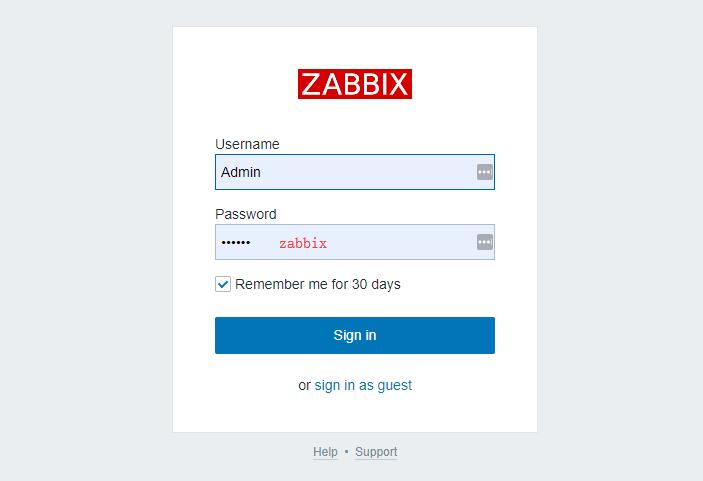 ZABBIX
Username
Admin
Password
•••••• zabbix
Remember me for 30 days
Sign in
or sign in as guest
Help • Support